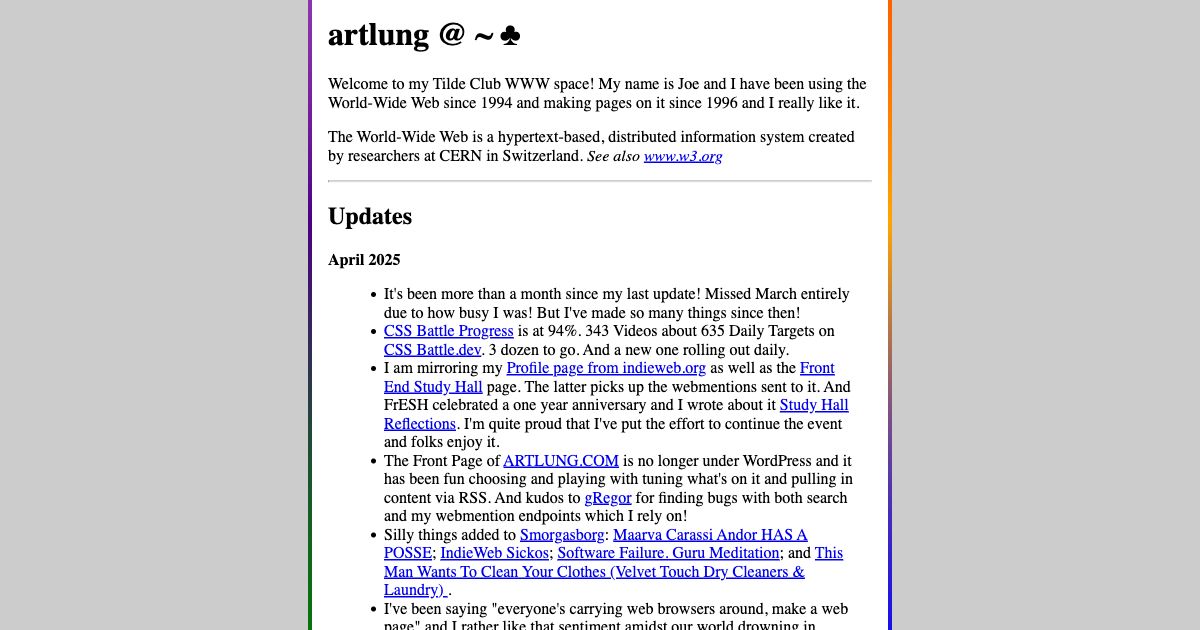 artlung @ ~ ♣
Welcome to my Tilde Club WWW space! My name is Joe and I have been using the
World-Wide Web since 1994 and making pages on it since 1996 and I really like it.
The World-Wide Web is a hypertext-based, distributed information system created
by researchers at CERN in Switzerland. See also www.w3.org
Updates
April 2025
• It's been more than a month since my last update! Missed March entirely
due to how busy I was! But I've made so many things since then!
• CSS Battle Progress is at 94%. 343 Videos about 635 Daily Targets on
CSS Battle.dev. 3 dozen to go. And a new one rolling out daily.
• I am mirroring my Profile page from indieweb.org as well as the Front
End Study Hall page. The latter picks up the webmentions sent to it. And
FrESH celebrated a one year anniversary and I wrote about it Study Hall
Reflections. I'm quite proud that I've put the effort to continue the event
and folks enjoy it.
• The Front Page of ARTLUNG.COM is no longer under WordPress and it
has been fun choosing and playing with tuning what's on it and pulling in
content via RSS. And kudos to gRegor for finding bugs with both search
and my webmention endpoints which I rely on!
• Silly things added to Smorgasborg: Maarva Carassi Andor HAS A
POSSE; IndieWeb Sickos; Software Failure. Guru Meditation; and This
Man Wants To Clean Your Clothes (Velvet Touch Dry Cleaners &
Laundry) .
• I've been saying "everyone's carrying web browsers around, make a web
page" and I rather like that sentiment amidst our world drowning in